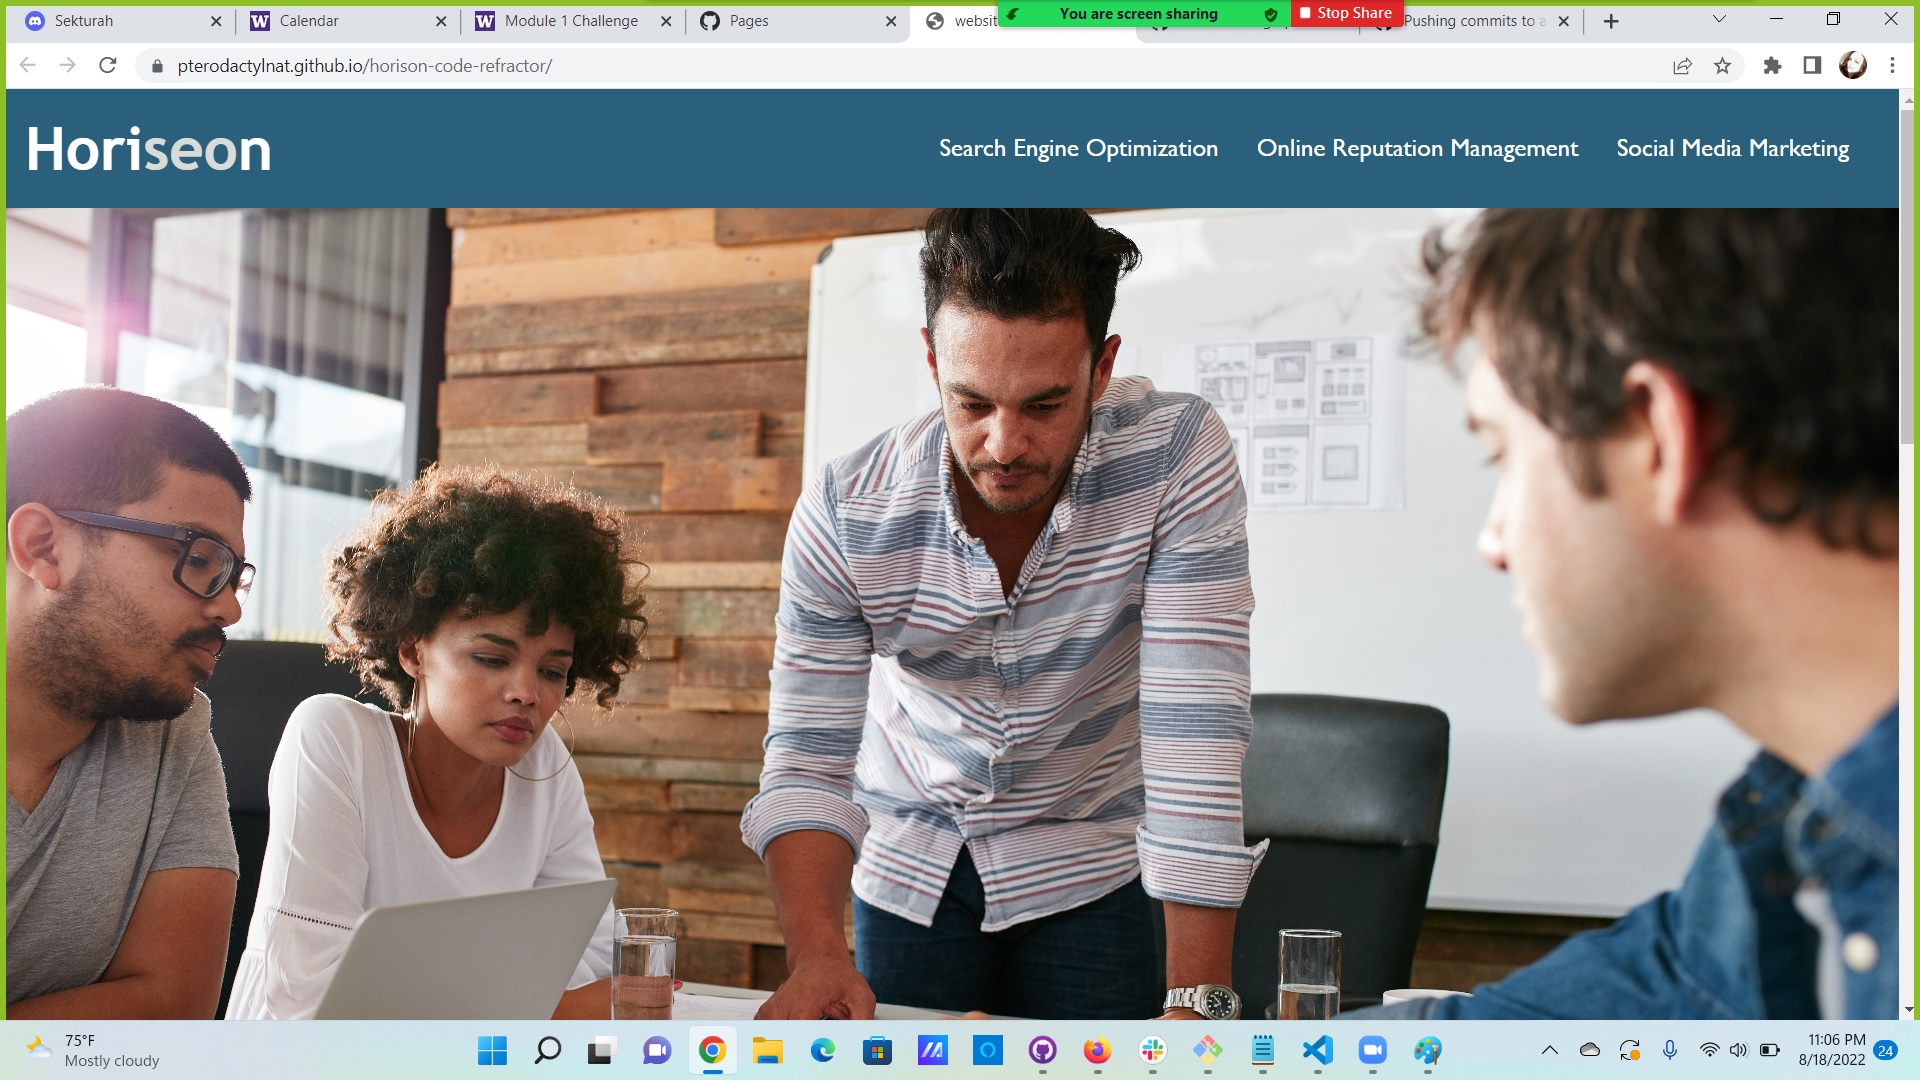 Sekturah
Calendar
Module 1 Challenge
Pages
websit
You are screen sharing
Stop Share
Pushing commits to a
pterodactylnat.github.io/horison-code-refractor/
Horiseon
Search Engine Optimization
Online Reputation Management
Social Media Marketing
75°F
Mostly cloudy
11:06 PM
8/18/2022
24